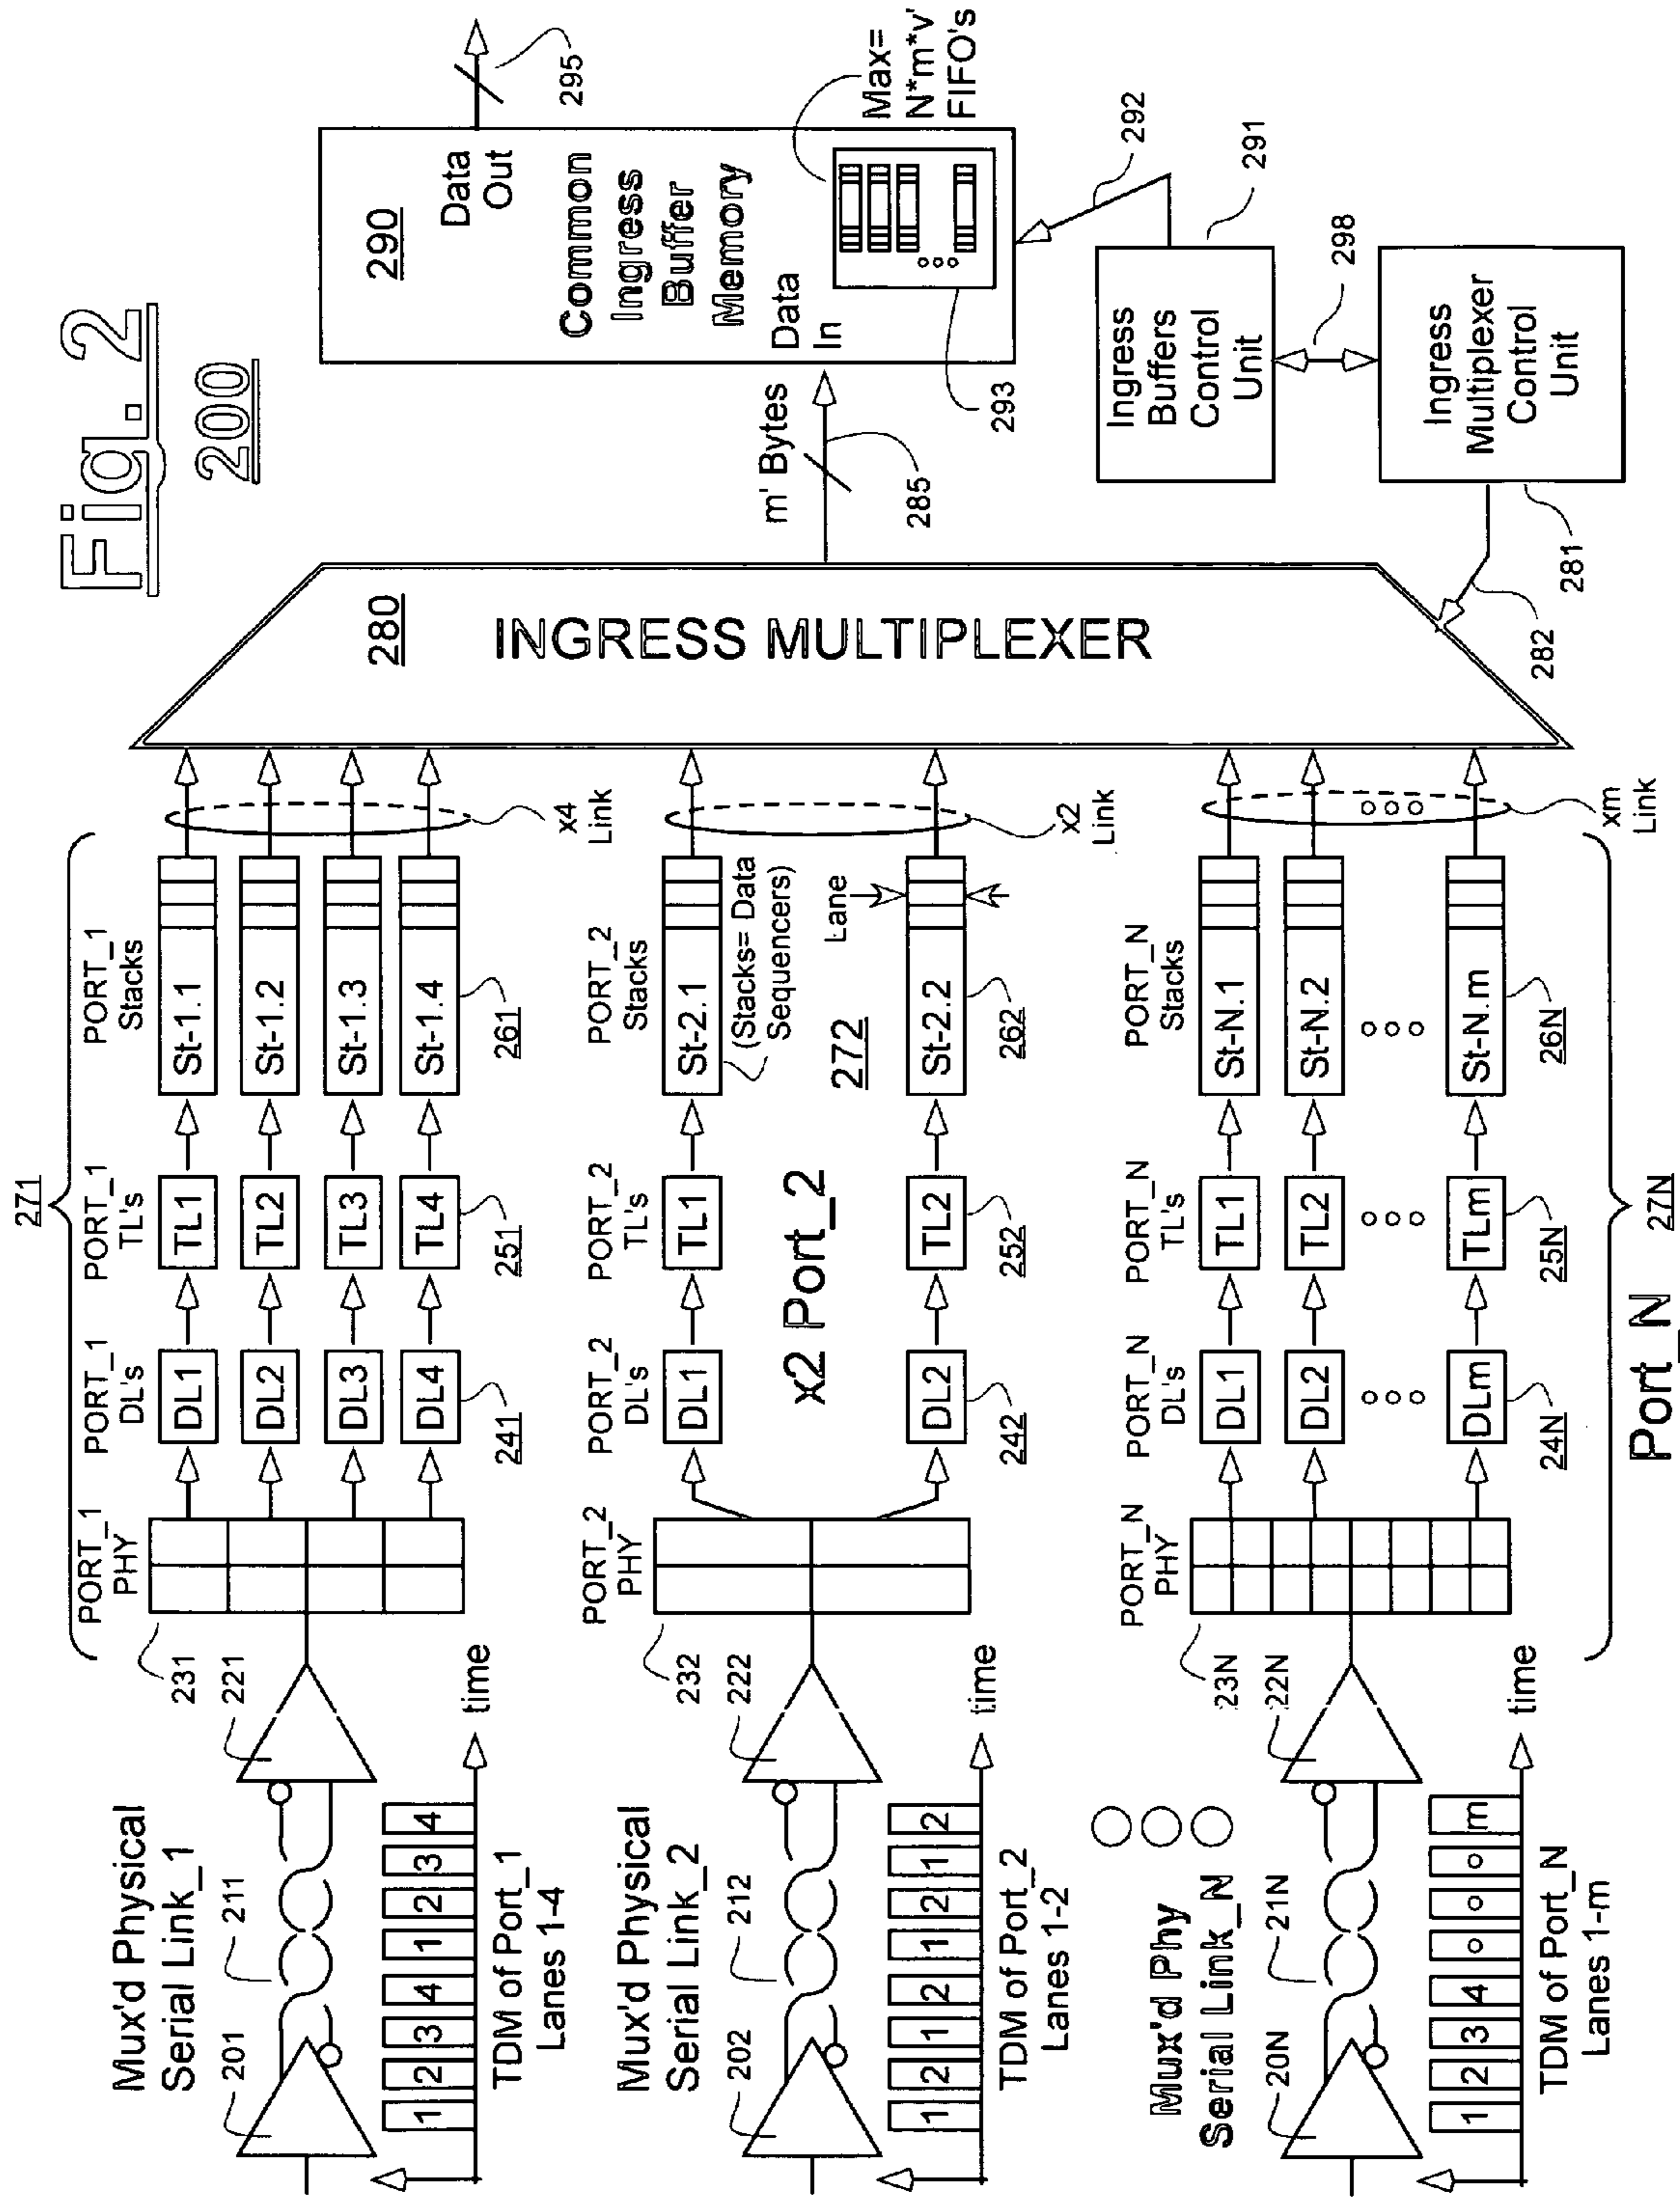 Fig. 2
200
271
Mux'd Physical
Serial Link_1
201
211
221
231
PORT_1
PHY
PORT_1
DL's
PORT_1
TL's
PORT_1
Stacks
DL1
TL1
St-1.1
DL2
TL2
St-1.2
DL3
TL3
St-1.3
DL4
TL4
St-1.4
241
251
261
x4
Link
1 2 3 4 1 2 3 4
time
TDM of Port_1
Lanes 1-4
Mux'd Physical
Serial Link_2
202
212
222
232
PORT_2
PHY
PORT_2
DL's
PORT_2
TL's
PORT_2
Stacks
DL1
TL1
St-2.1
(Stacks= Data
Sequencers)
x2 Port_2
272
Lane
DL2
TL2
St-2.2
242
252
262
x2
Link
1 2 1 2 1 2 1 2
time
TDM of Port_2
Lanes 1-2
Mux'd Phy
Serial Link_N
20N
21N
22N
23N
PORT_N
PHY
PORT_N
DL's
PORT_N
TL's
PORT_N
Stacks
DL1
TL1
St-N.1
DL2
TL2
St-N.2
DLm
TLm
St-N.m
24N
25N
26N
xm
Link
1 2 3 4 o o o m
time
TDM of Port_N
Lanes 1-m
Port_N
27N
280
INGRESS MULTIPLEXER
282
281
m' Bytes
285
290
Data
Out
295
Common
Ingress
Buffer
Memory
Data
In
Max=
N*m*v'
FIFO's
293
292
Ingress
Buffers
Control
Unit
291
298
Ingress
Multiplexer
Control
Unit